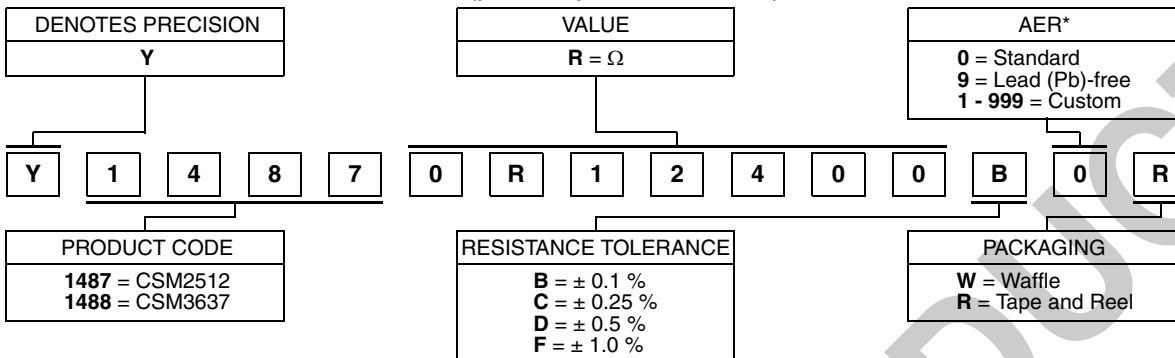 DENOTES PRECISION
Y
VALUE
R = Ω
AER*
0 = Standard
9 = Lead (Pb)-free
1 - 999 = Custom
Y 1 4 8 7 0 R 1 2 4 0 0 B 0 R
PRODUCT CODE
1487 = CSM2512
1488 = CSM3637
RESISTANCE TOLERANCE
B = ± 0.1 %
C = ± 0.25 %
D = ± 0.5 %
F = ± 1.0 %
PACKAGING
W = Waffle
R = Tape and Reel